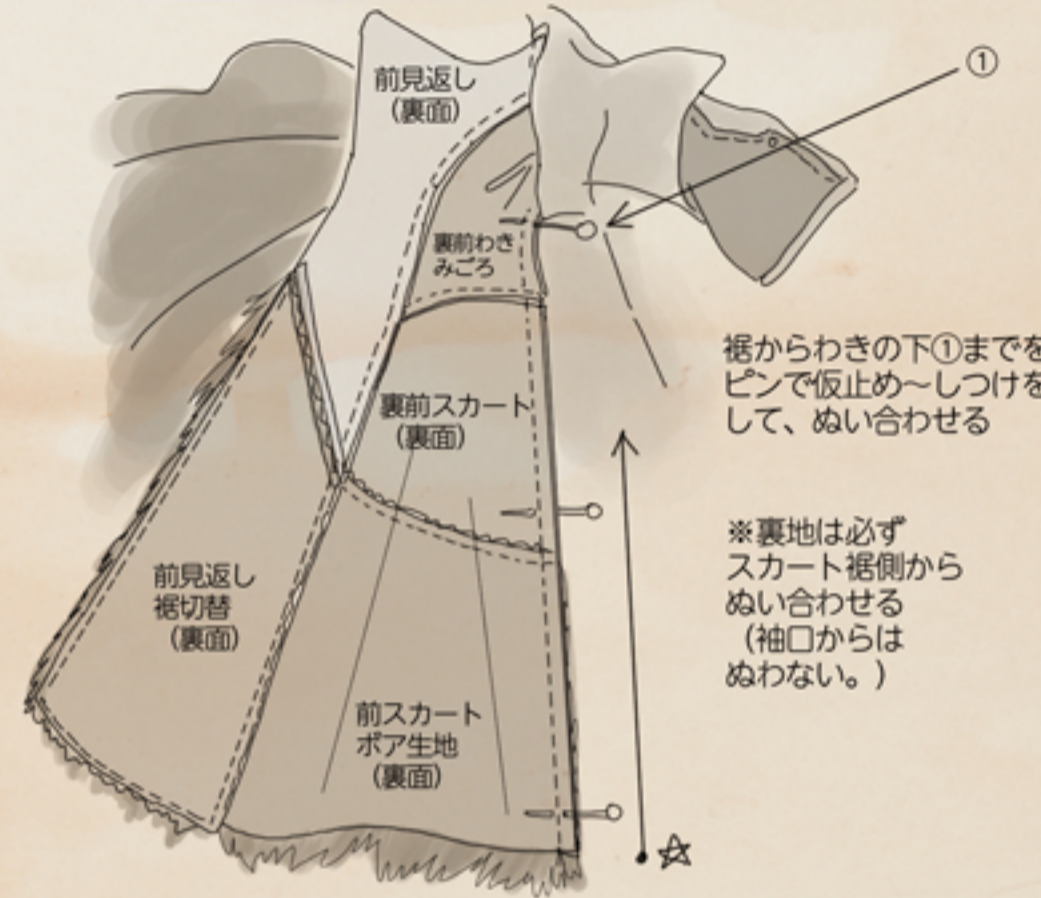 前見返し
(裏面)
①
裏前わき
みごろ
裾からわきの下①までを
ピンで仮止め～しつけを
して、ぬい合わせる
裏前スカート
(裏面)
※裏地は必ず
スカート裾側から
ぬい合わせる
(袖口からは
ぬわない。)
前見返し
裾切替
(裏面)
前スカート
ボア生地
(裏面)